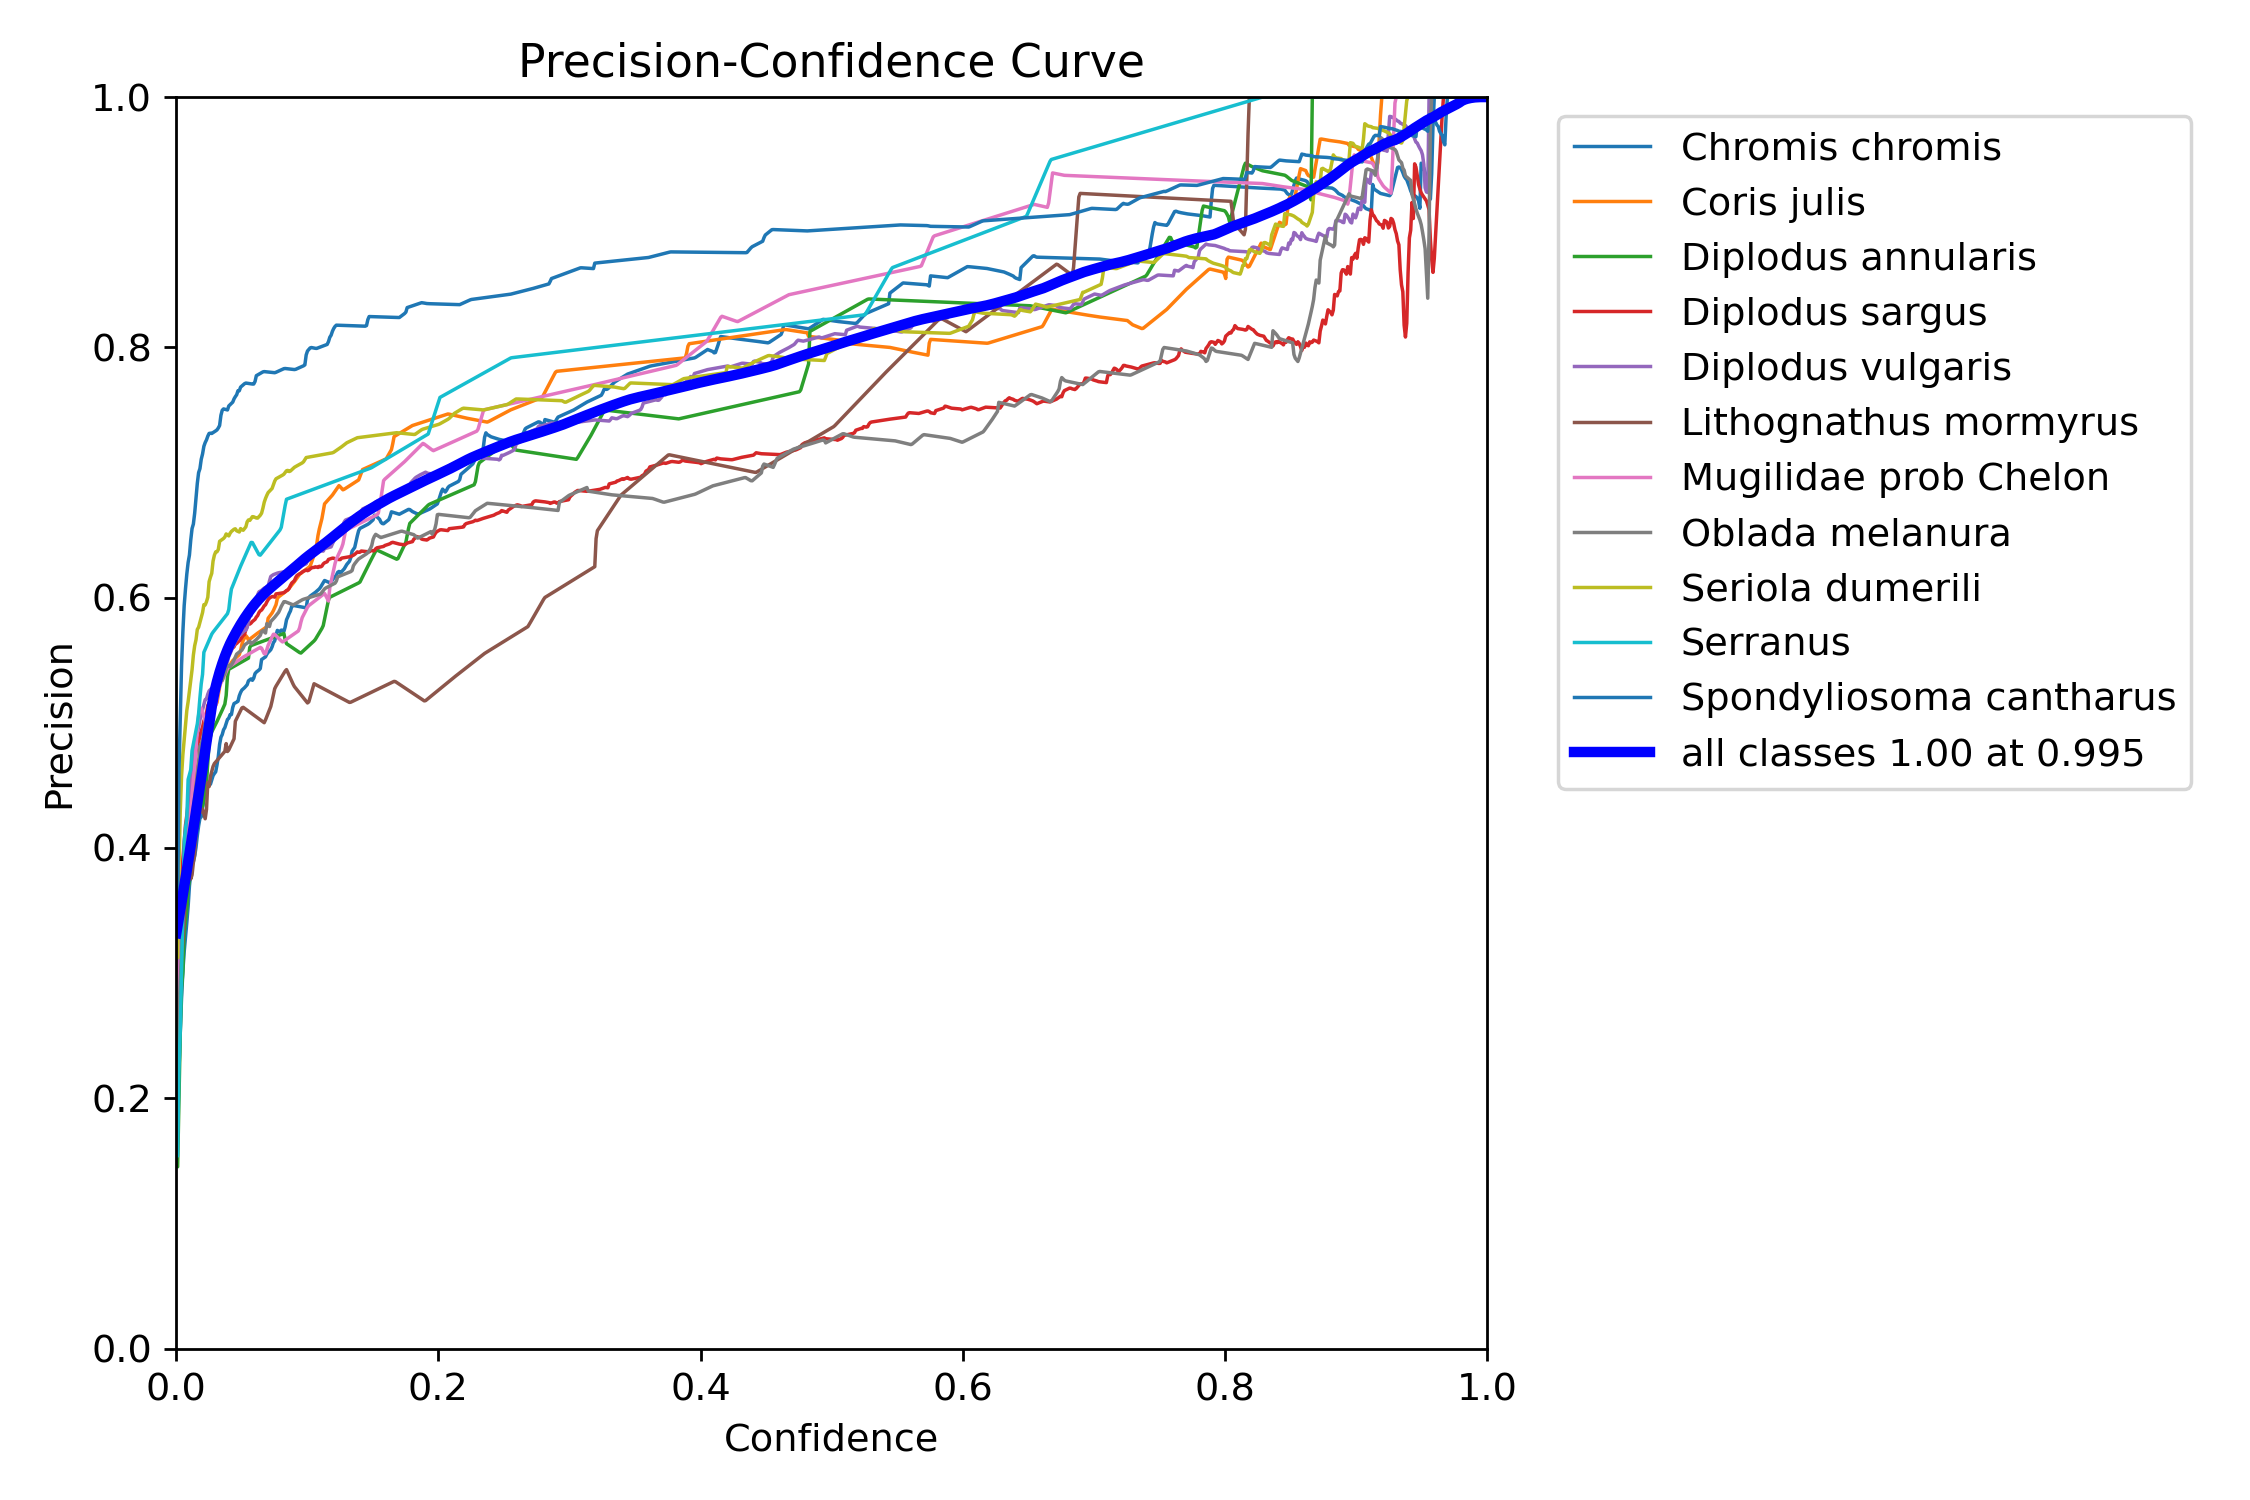 Precision-Confidence Curve
1.0
0.8
0.6
0.4
0.2
0.0
Precision
0.0 0.2 0.4 0.6 0.8 1.0
Confidence
Chromis chromis
Coris julis
Diplodus annularis
Diplodus sargus
Diplodus vulgaris
Lithognathus mormyrus
Mugilidae prob Chelon
Oblada melanura
Seriola dumerili
Serranus
Spondyliosoma cantharus
all classes 1.00 at 0.995